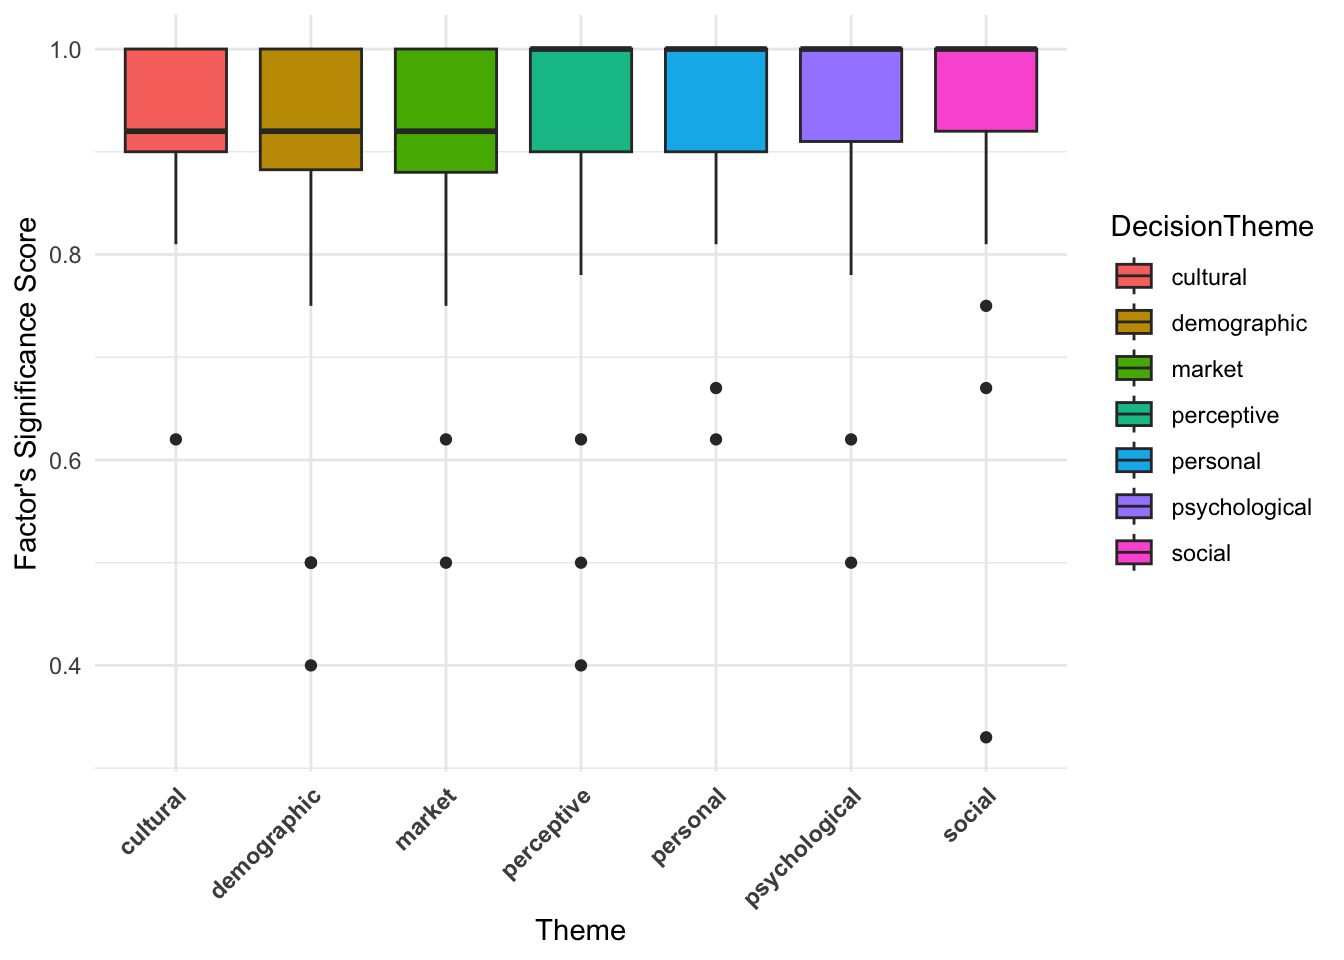 1.0
0.8
0.6
0.4
Factor's Significance Score
cultural
demographic
market
perceptive
personal
psychological
social
Theme
DecisionTheme
cultural
demographic
market
perceptive
personal
psychological
social